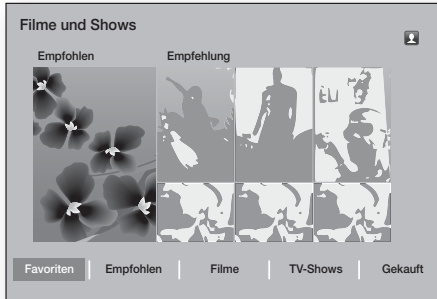 Filme und Shows
Empfohlen Empfehlung
Favoriten Empfohlen Filme TV-Shows Gekauft